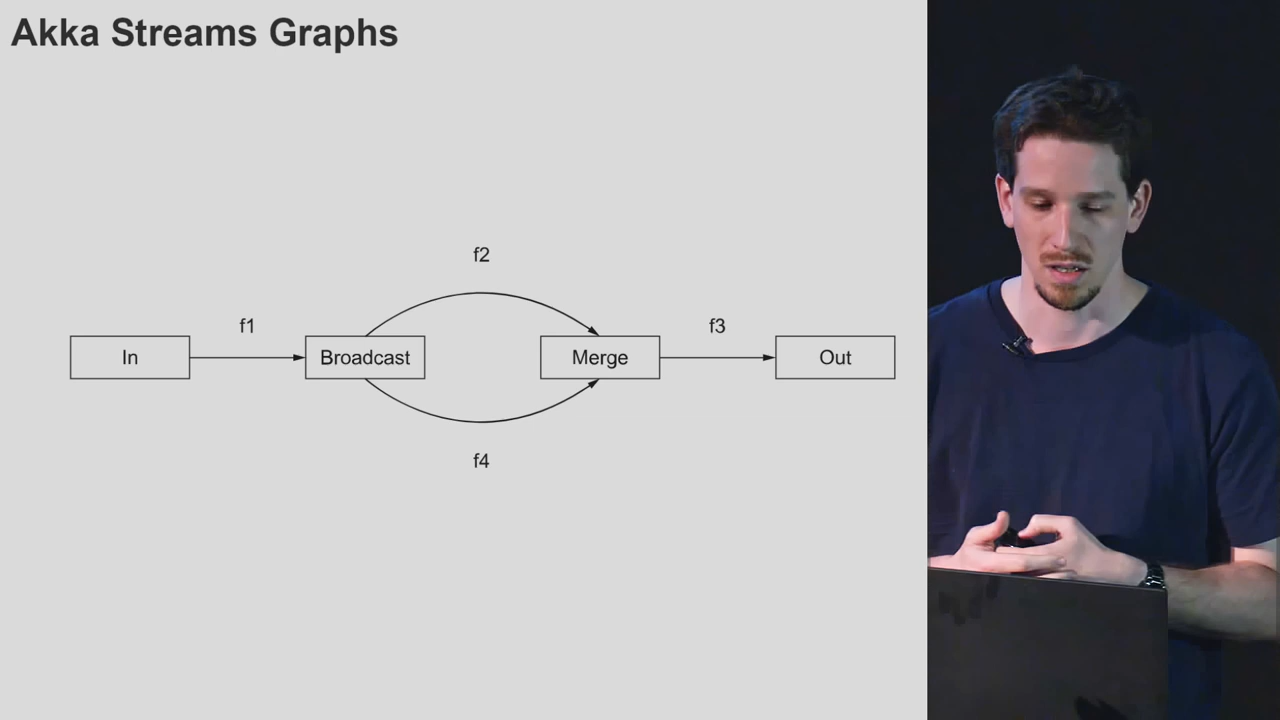 Akka Streams Graphs
f2
f1
f3
In
Broadcast
Merge
Out
f4